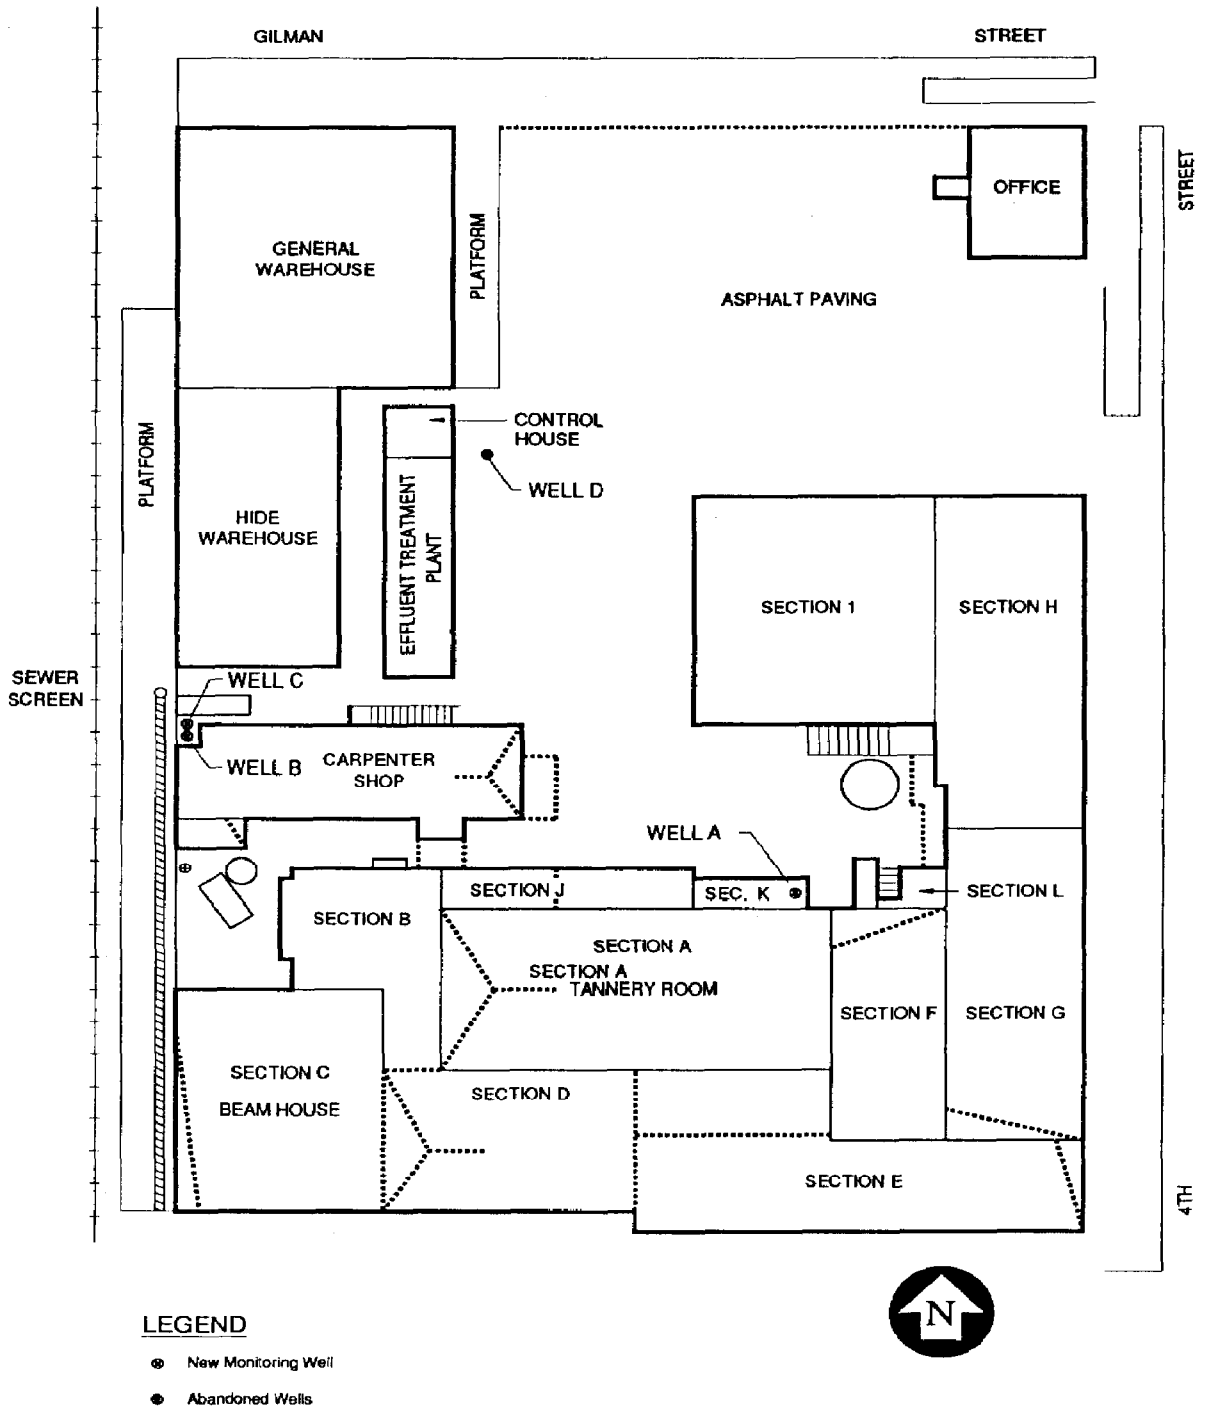 GILMAN
STREET
OFFICE
STREET
GENERAL
WAREHOUSE
PLATFORM
ASPHALT PAVING
PLATFORM
CONTROL
HOUSE
WELL D
HIDE
WAREHOUSE
EFFLUENT TREATMENT
PLANT
SECTION 1
SECTION H
SEWER
SCREEN
WELL C
WELL B
CARPENTER
SHOP
WELL A
SECTION J
SEC. K
SECTION L
SECTION B
SECTION A
SECTION A
TANNERY ROOM
SECTION F
SECTION G
SECTION C
BEAM HOUSE
SECTION D
SECTION E
4TH
N
LEGEND
New Monitoring Well
Abandoned Wells